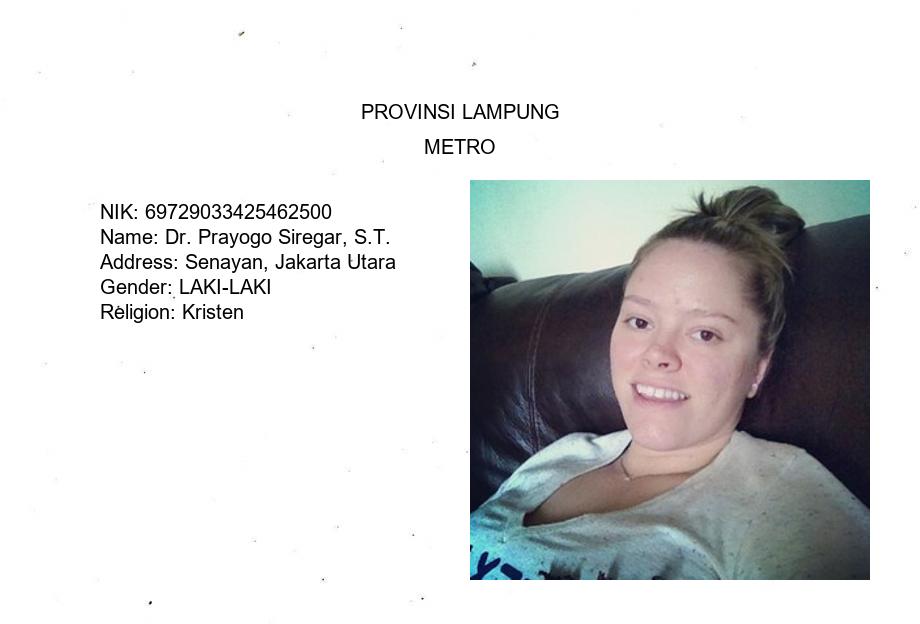 PROVINSI LAMPUNG
METRO
NIK: 69729033425462500
Name: Dr. Prayogo Siregar, S.T.
Address: Senayan, Jakarta Utara
Gender: LAKI-LAKI
Religion: Kristen